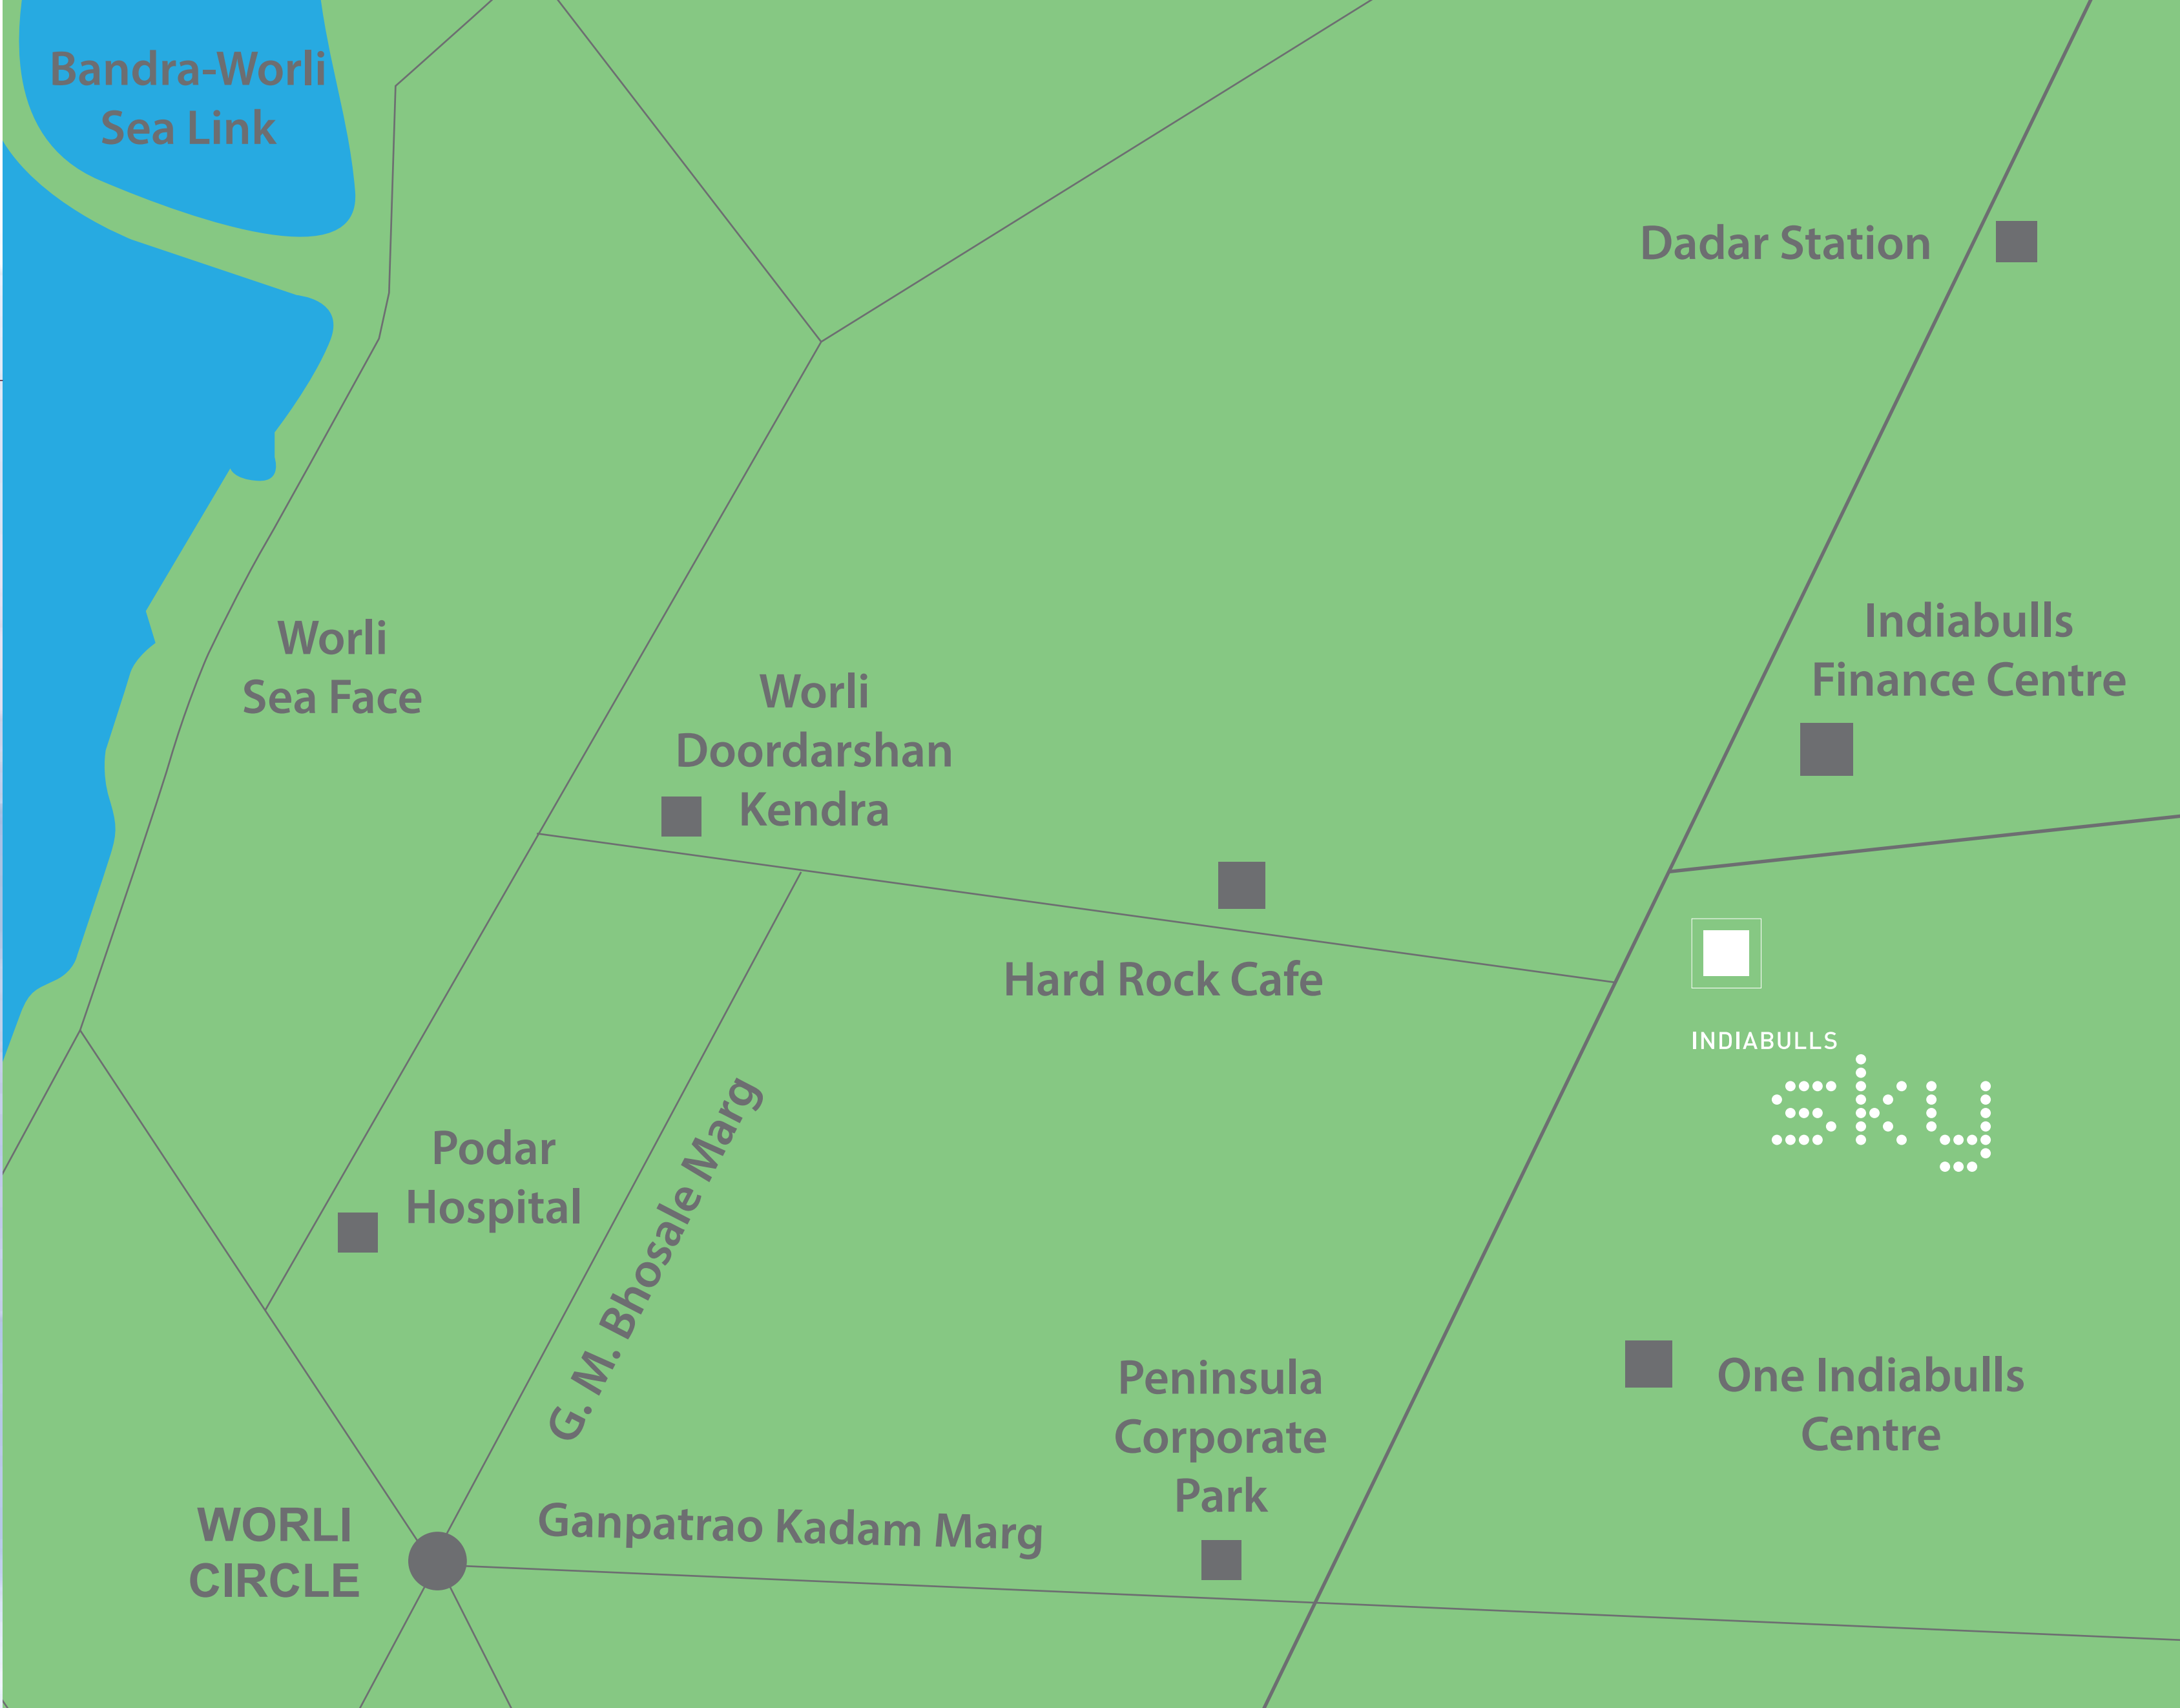 Bandra-Worli
Sea Link
Dadar Station
Indiabulls
Finance Centre
Worli
Sea Face
Worli
Doordarshan
Kendra
Hard Rock Cafe
INDIABULLS
sky
Podar
Hospital
G. M. Bhosale Marg
Peninsula
Corporate
Park
One Indiabulls
Centre
WORLI
CIRCLE
Ganpatrao Kadam Marg